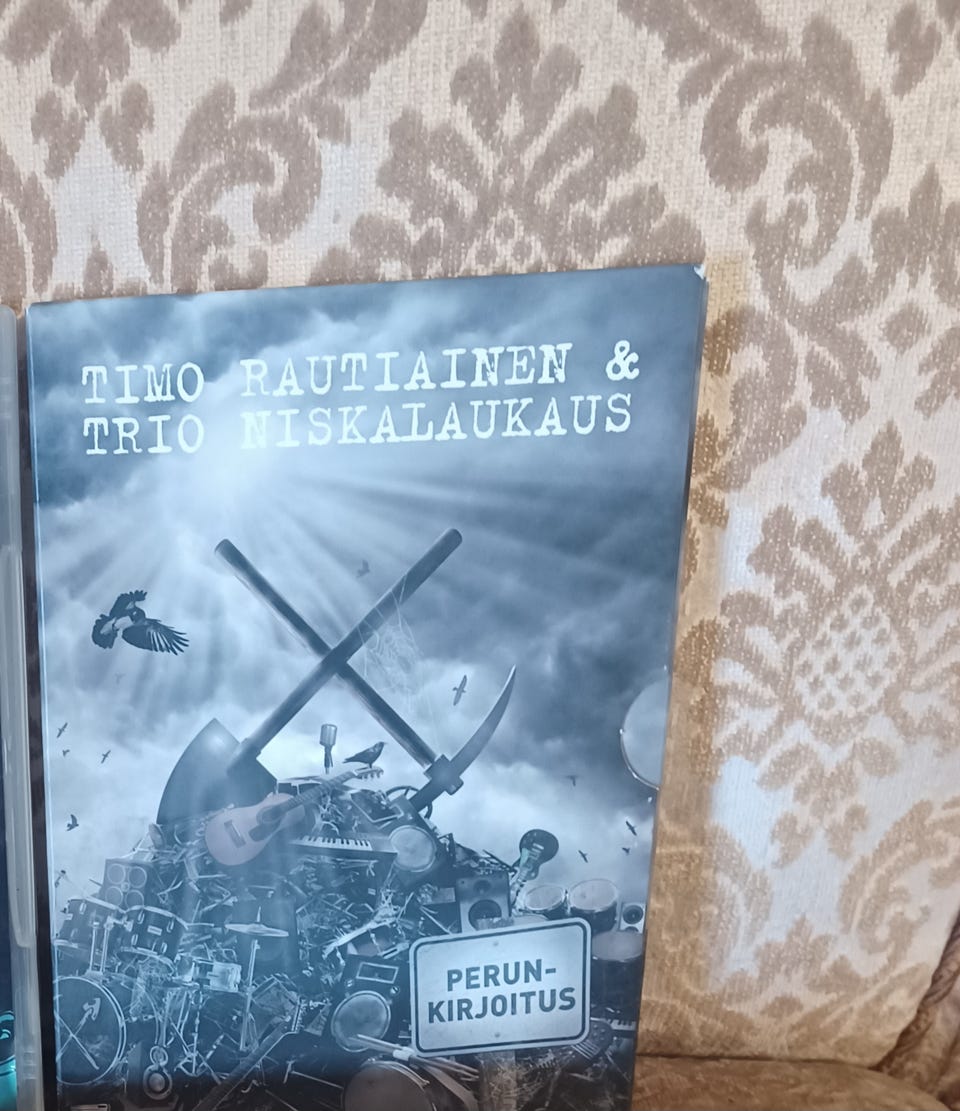 TIMO RAUTIAINEN &
TRIO NISKALAUKAUS
PERUN-
KIRJOITUS